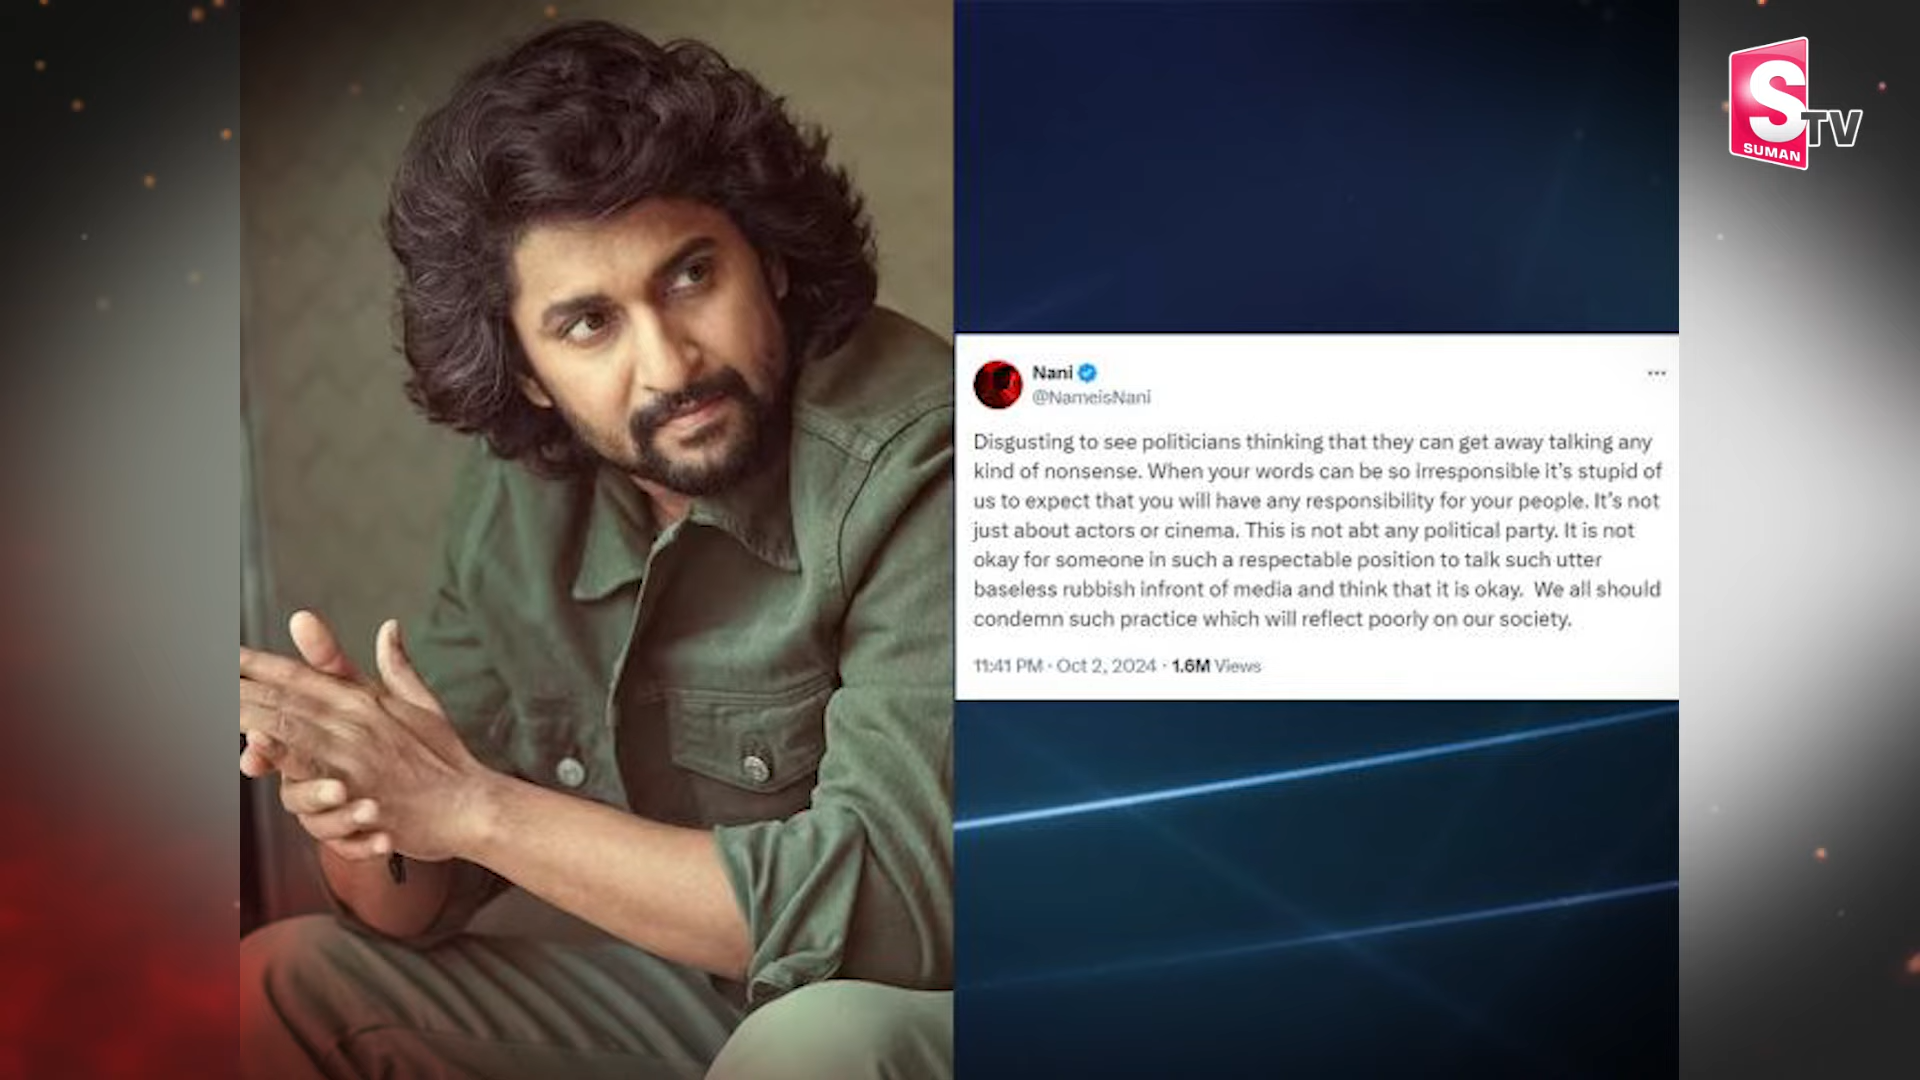 S
TV
SUMAN
Nani
@NameisNani
Disgusting to see politicians thinking that they can get away talking any
kind of nonsense. When your words can be so irresponsible it's stupid of
us to expect that you will have any responsibility for your people. It's not
just about actors or cinema. This is not abt any political party. It is not
okay for someone in such a respectable position to talk such utter
baseless rubbish infront of media and think that it is okay.  We all should
condemn such practice which will reflect poorly on our society.
11:41 PM · Oct 2, 2024 · 1.6M Views